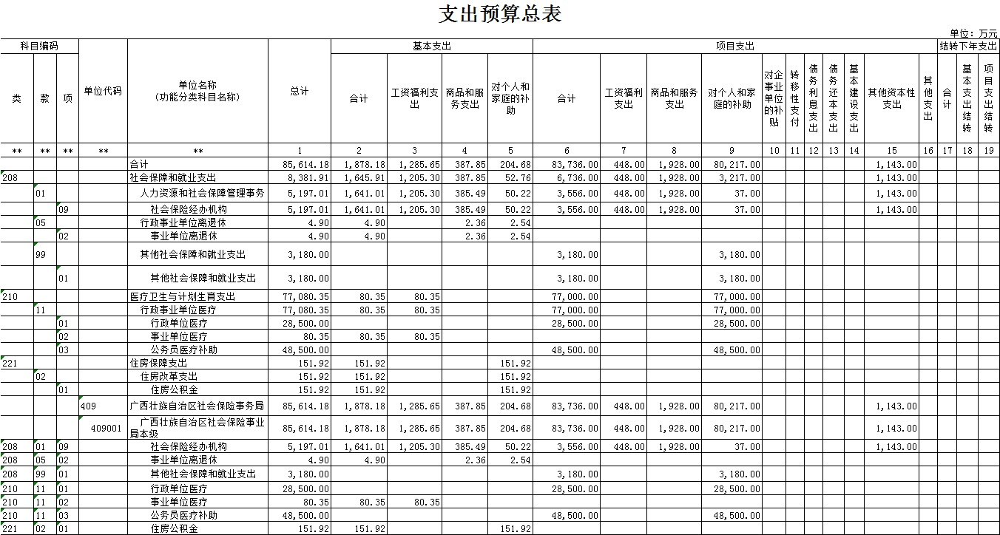 支出预算总表
单位: 万元
科目编码 单位代码 单位名称 (功能分类科目名称) 总计 基本支出 项目支出 结转下年支出
类 款 项 合计 工资福利支出 商品和服务支出 对个人和家庭的补助 合计 工资福利支出 商品和服务支出 对个人和家庭的补助 对企事业单位的补贴 转移性支付 债务利息支出 债务还本支出 基本建设支出 其他资本性支出 其他支出 合计 基本支出结转 项目支出结转
** ** ** ** ** 1 2 3 4 5 6 7 8 9 10 11 12 13 14 15 16 17 18 19
合计 85,614.18 1,878.18 1,285.65 387.85 204.68 83,736.00 448.00 1,928.00 80,217.00 1,143.00
208 社会保障和就业支出 8,381.91 1,645.91 1,205.30 387.85 52.76 6,736.00 448.00 1,928.00 3,217.00 1,143.00
01 人力资源和社会保障管理事务 5,197.01 1,641.01 1,205.30 385.49 50.22 3,556.00 448.00 1,928.00 37.00 1,143.00
09 社会保险经办机构 5,197.01 1,641.01 1,205.30 385.49 50.22 3,556.00 448.00 1,928.00 37.00 1,143.00
05 行政事业单位离退休 4.90 4.90 2.36 2.54
02 事业单位离退休 4.90 4.90 2.36 2.54
99 其他社会保障和就业支出 3,180.00 3,180.00 3,180.00
01 其他社会保障和就业支出 3,180.00 3,180.00 3,180.00
210 医疗卫生与计划生育支出 77,080.35 80.35 80.35 77,000.00 77,000.00
11 行政事业单位医疗 77,080.35 80.35 80.35 77,000.00 77,000.00
01 行政单位医疗 28,500.00 28,500.00 28,500.00
02 事业单位医疗 80.35 80.35 80.35
03 公务员医疗补助 48,500.00 48,500.00 48,500.00
221 住房保障支出 151.92 151.92 151.92
02 住房改革支出 151.92 151.92 151.92
01 住房公积金 151.92 151.92 151.92
409 广西壮族自治区社会保险事务局 85,614.18 1,878.18 1,285.65 387.85 204.68 83,736.00 448.00 1,928.00 80,217.00 1,143.00
409001 广西壮族自治区社会保险事业局本级 85,614.18 1,878.18 1,285.65 387.85 204.68 83,736.00 448.00 1,928.00 80,217.00 1,143.00
208 01 09 社会保险经办机构 5,197.01 1,641.01 1,205.30 385.49 50.22 3,556.00 448.00 1,928.00 37.00 1,143.00
208 05 02 事业单位离退休 4.90 4.90 2.36 2.54
208 99 01 其他社会保障和就业支出 3,180.00 3,180.00 3,180.00
210 11 01 行政单位医疗 28,500.00 28,500.00 28,500.00
210 11 02 事业单位医疗 80.35 80.35 80.35
210 11 03 公务员医疗补助 48,500.00 48,500.00 48,500.00
221 02 01 住房公积金 151.92 151.92 151.92